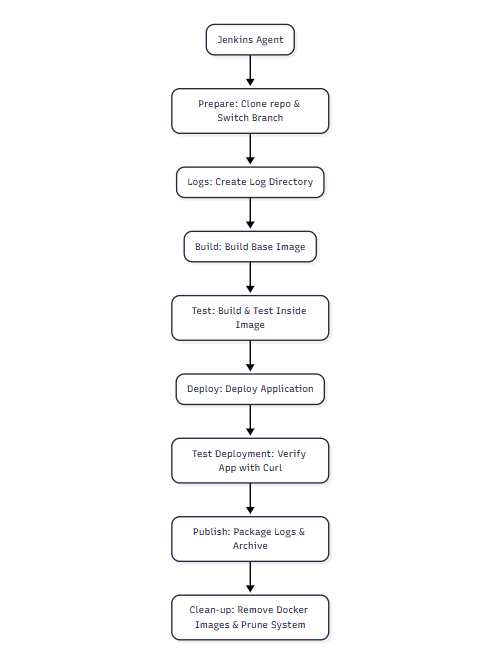 Jenkins Agent
Prepare: Clone repo &
Switch Branch
Logs: Create Log Directory
Build: Build Base Image
Test: Build & Test Inside
Image
Deploy: Deploy Application
Test Deployment: Verify
App with Curl
Publish: Package Logs &
Archive
Clean-up: Remove Docker
Images & Prune System